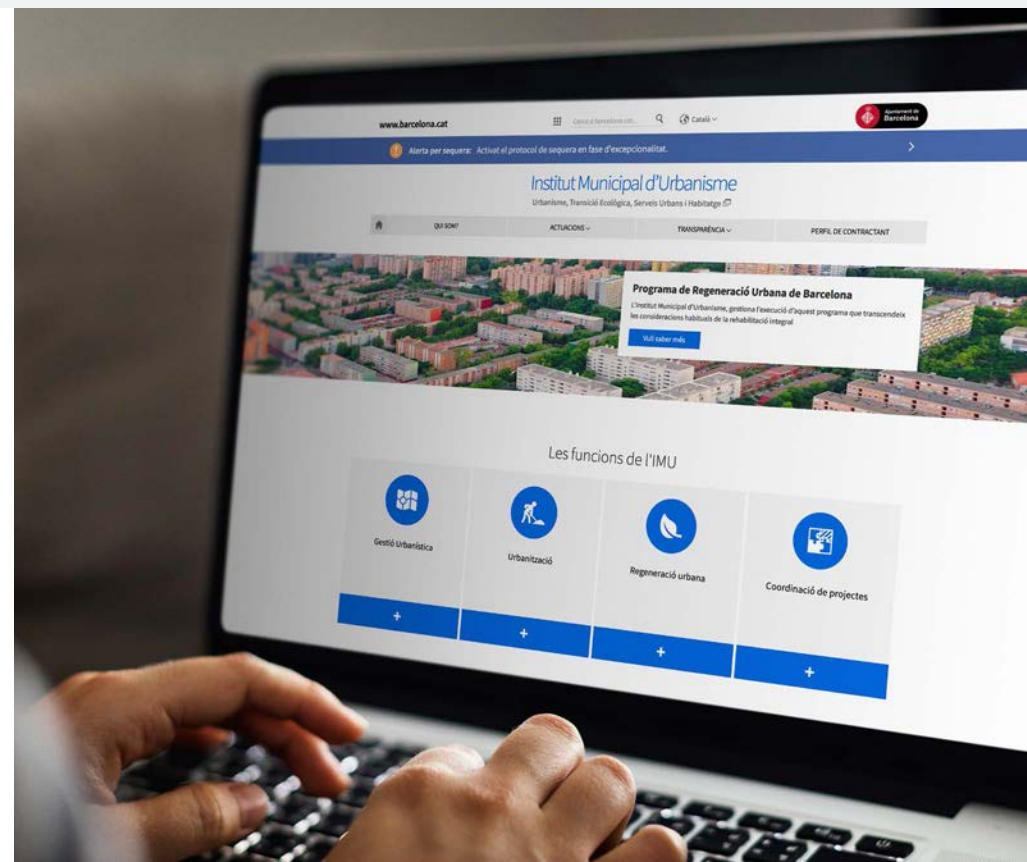 www.barcelona.cat
Cerca a barcelona.cat...
Català
Ajuntament de
Barcelona
Alerta per sequera: Activat el protocol de sequera en fase d'excepcionalitat.
Institut Municipal d'Urbanisme
Urbanisme, Transició Ecològica, Serveis Urbans i Habitatge
QUI SOM? ACTUACIONS TRANSPARÈNCIA PERFIL DE CONTRACTANT
Programa de Regeneració Urbana de Barcelona
L'Institut Municipal d'Urbanisme, gestiona l'execució d'aquest programa que transcendeix
les consideracions habituals de la rehabilitació integral
Vull saber més
Les funcions de l'IMU
Gestió Urbanística
Urbanització
Regeneració urbana
Coordinació de projectes